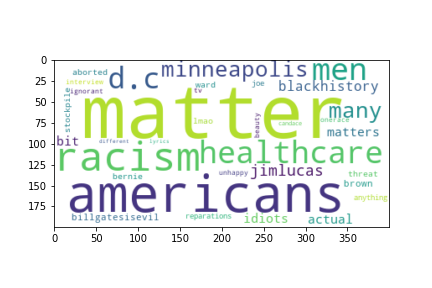 0
25
50
75
100
125
150
175
0 50 100 150 200 250 300 350
aborted d.c minneapolis men
interview ward joe blackhistory
ignorant tv
stockpile matter many
lmao candace
beauty matters
bit different lyrics
racism healthcare
bernie unhappy jimlucas threat
americans brown
anything
billgatesisevil reparations idiots actual